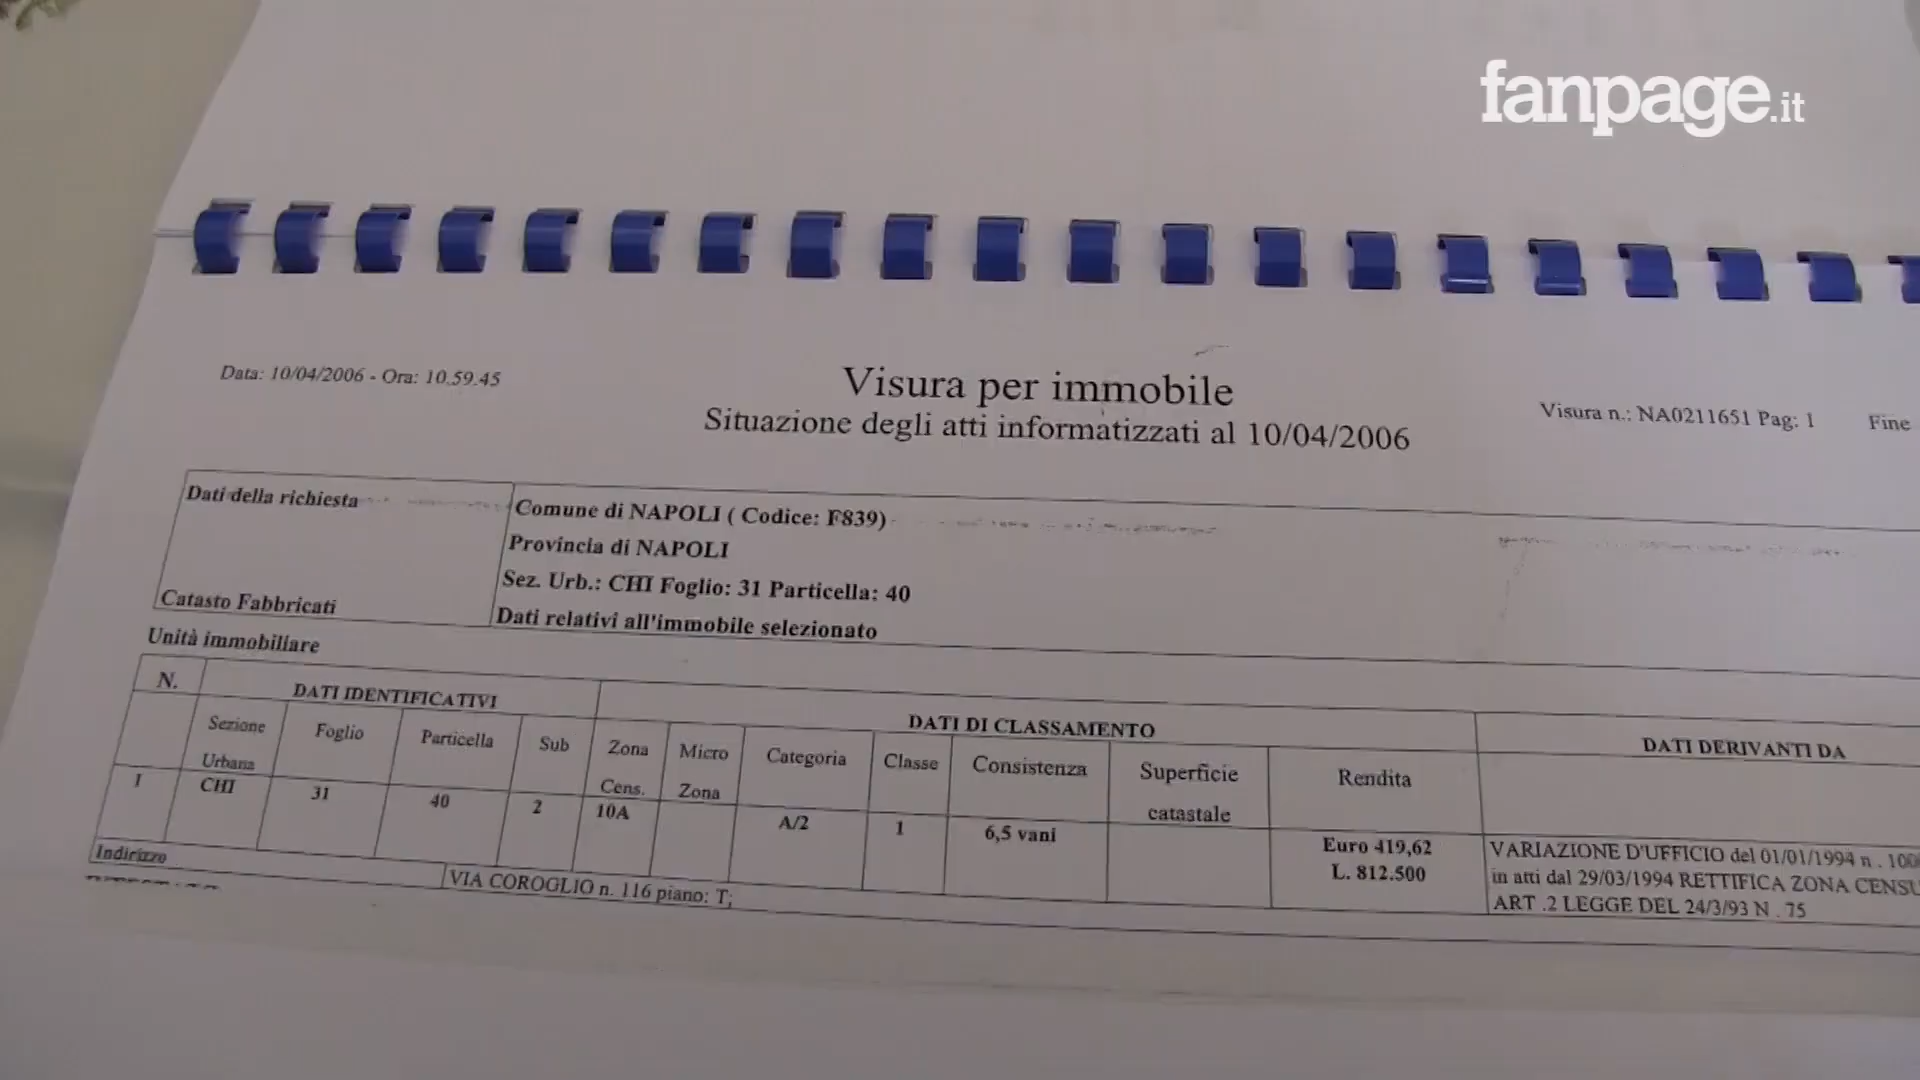 fanpage.it
Data: 10/04/2006 - Ora: 10.59.45
Visura per immobile
Situazione degli atti informatizzati al 10/04/2006
Visura n.: NA0211651 Pag: 1 Fine
Dati della richiesta
Comune di NAPOLI ( Codice: F839)
Provincia di NAPOLI
Sez. Urb.: CHI Foglio: 31 Particella: 40
Catasto Fabbricati
Dati relativi all'immobile selezionato
Unità immobiliare
N. DATI IDENTIFICATIVI DATI DI CLASSAMENTO DATI DERIVANTI DA
Sezione Foglio Particella Sub Zona Micro Categoria Classe Consistenza Superficie Rendita
Urbana Cens. Zona catastale
1 CHI 31 40 2 10A A/2 1 6,5 vani Euro 419,62 VARIAZIONE D'UFFICIO del 01/01/1994 n .
L. 812.500 in atti dal 29/03/1994 RETTIFICA ZONA
ART .2 LEGGE DEL 24/3/93 N . 75
Indirizzo VIA COROGLIO n. 116 piano: T;